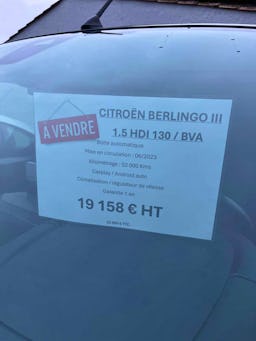 CITROËN BERLINGO III
A VENDRE
1.5 HDI 130 / BVA
Boite automatique
Mise en circulation : 06/2023
Kilométrage : 52 000 Kms
Carplay / Android auto
Climatisation / régulateur de vitesse
Garantie 1 an
19 158 € HT